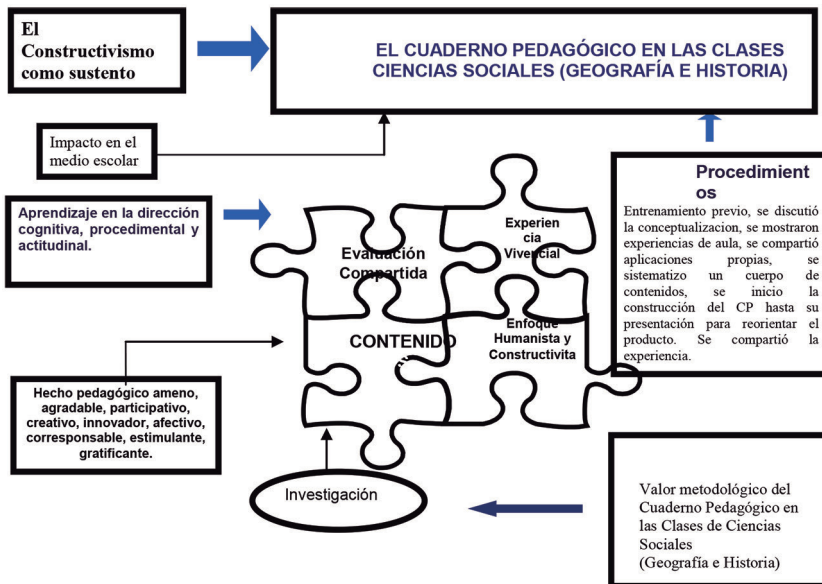 El
Constructivismo
como sustento
EL CUADERNO PEDAGÓGICO EN LAS CLASES
CIENCIAS SOCIALES (GEOGRAFÍA E HISTORIA)
Impacto en el
medio escolar
Aprendizaje en la dirección
cognitiva, procedimental y
actitudinal.
Procedimient
os
Entrenamiento previo, se discutió
la conceptualizacion, se mostraron
experiencias de aula, se compartió
aplicaciones propias, se
sistematizo un cuerpo de
contenidos, se inicio la
construcción del CP hasta su
presentación para reorientar el
producto. Se compartió la
experiencia.
Evaluación
Compartida
Experien
cia
Vivencial
CONTENIDO
Enfoque
Humanista y
Constructivita
Hecho pedagógico ameno,
agradable, participativo,
creativo, innovador, afectivo,
corresponsable, estimulante,
gratificante.
Investigación
Valor metodológico del
Cuaderno Pedagógico en
las Clases de Ciencias
Sociales
(Geografía e Historia)